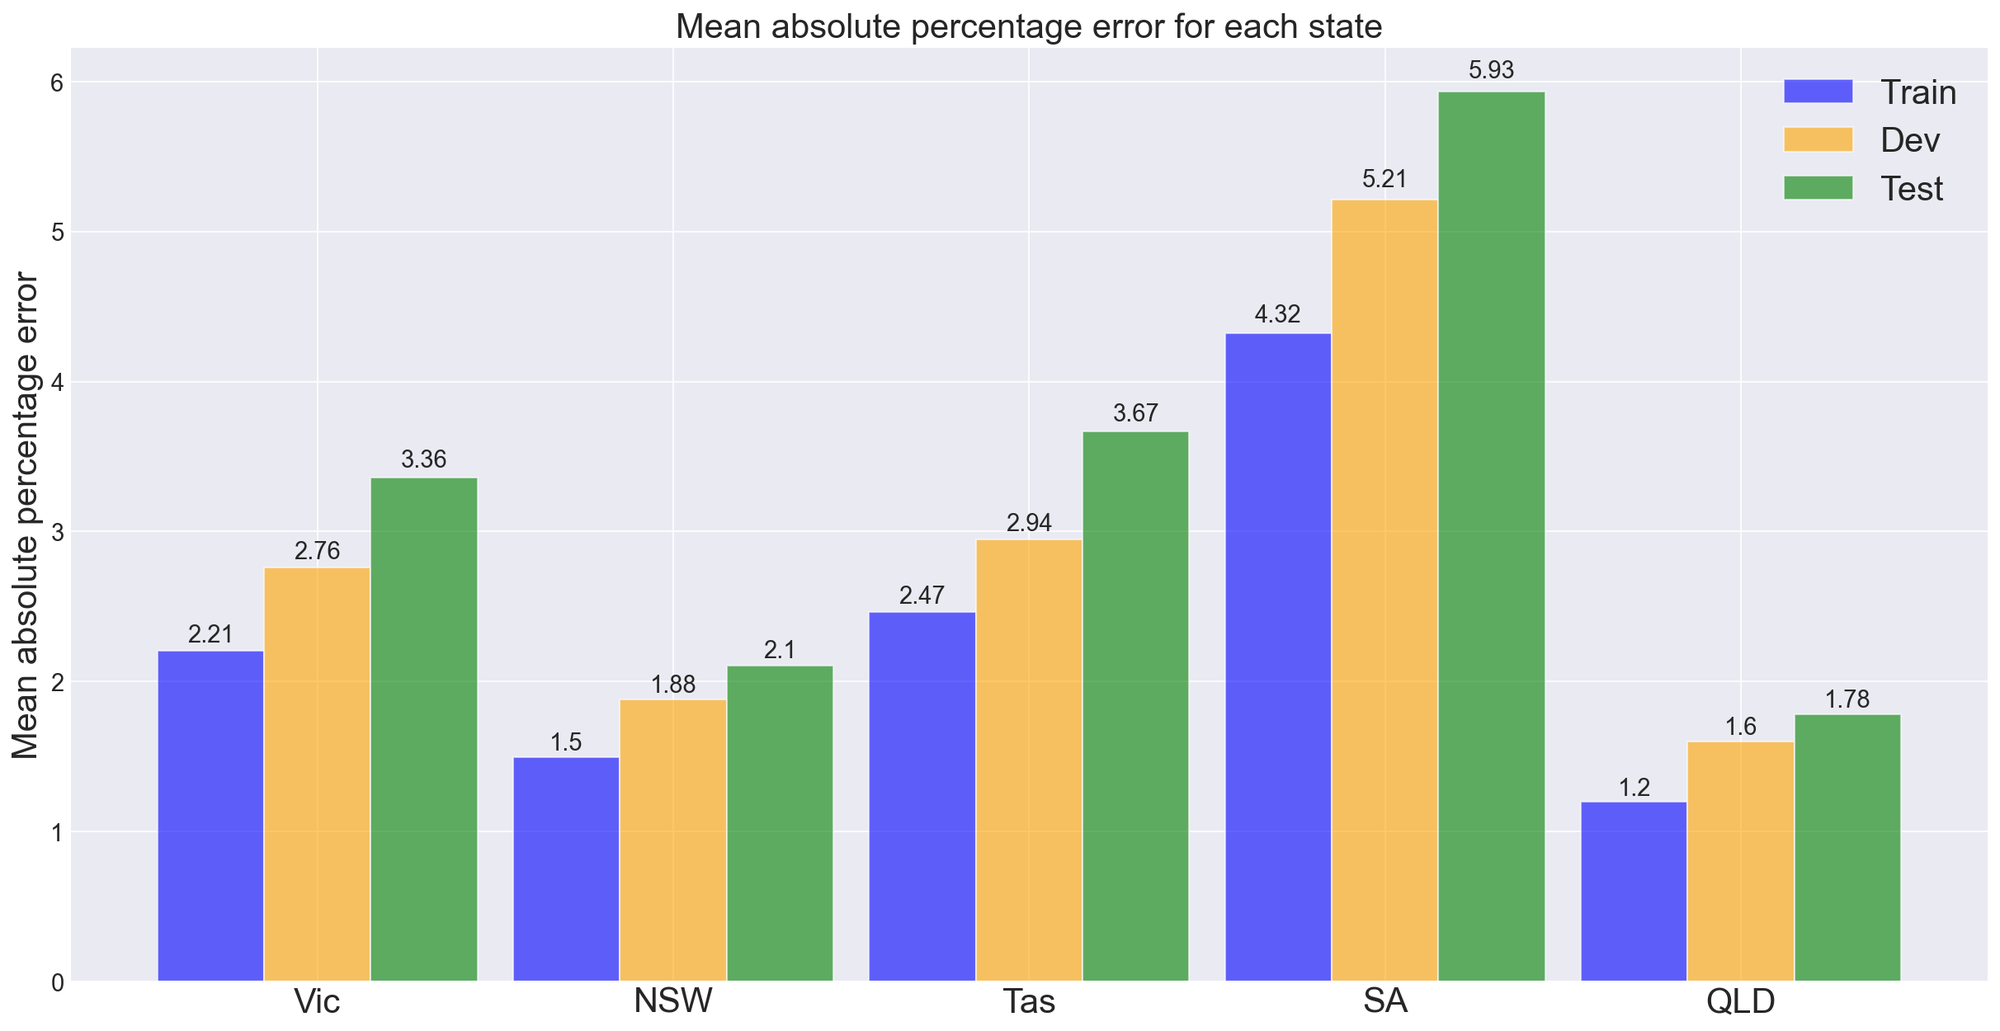 Mean absolute percentage error for each state
Mean absolute percentage error
6
5
4
3
2
1
0
2.21
2.76
3.36
1.5
1.88
2.1
2.47
2.94
3.67
4.32
5.21
5.93
1.2
1.6
1.78
Train
Dev
Test
Vic
NSW
Tas
SA
QLD